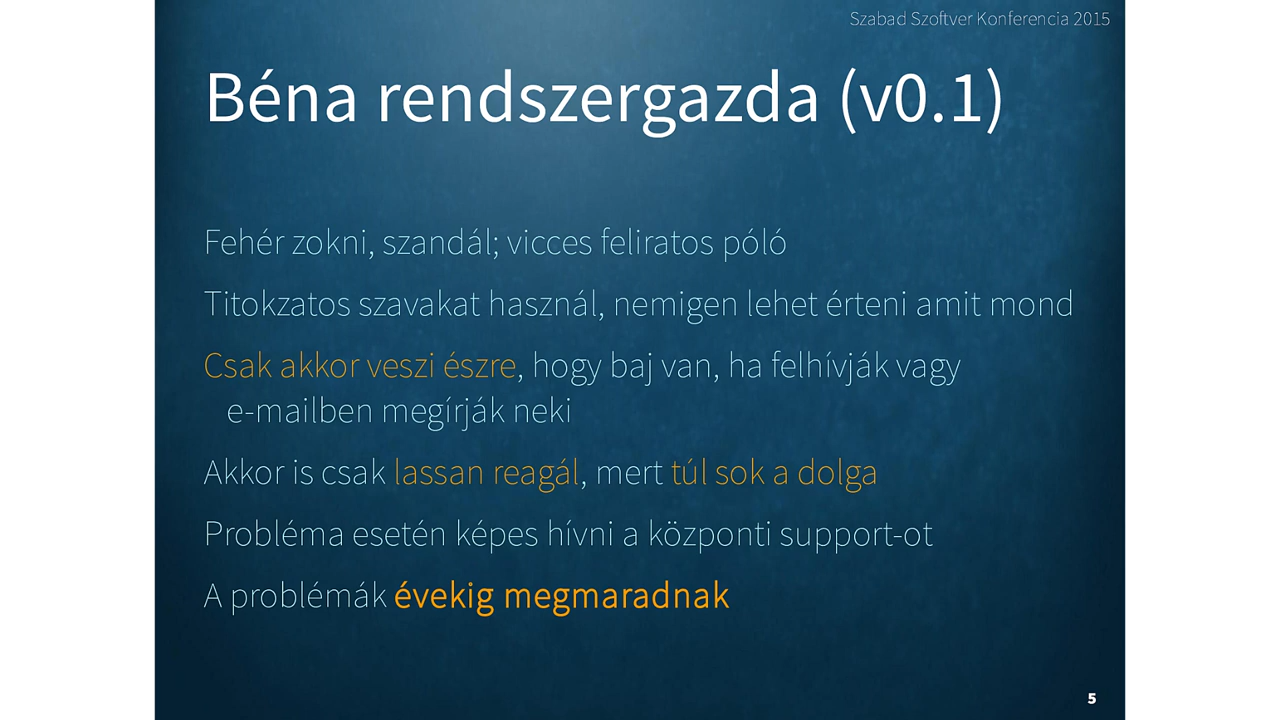 Szabad Szoftver Konferencia 2015
Béna rendszergazda (v0.1)
Fehér zokni, szandál; vicces feliratos póló
Titokzatos szavakat használ, nemigen lehet érteni amit mond
Csak akkor veszi észre, hogy baj van, ha felhívják vagy
e-mailben megírják neki
Akkor is csak lassan reagál, mert túl sok a dolga
Probléma esetén képes hívni a központi support-ot
A problémák évekig megmaradnak
5